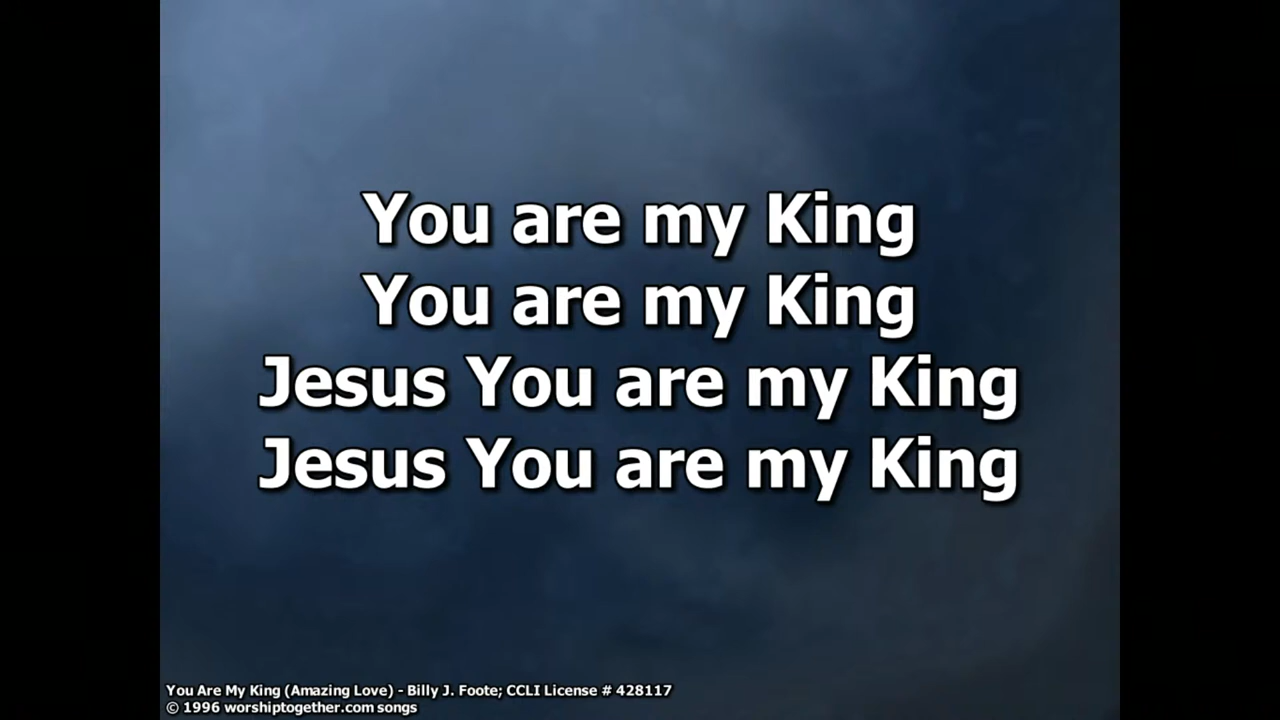 You are my King
You are my King
Jesus You are my King
Jesus You are my King
You Are My King (Amazing Love) - Billy J. Foote; CCLI License # 428117
© 1996 worshiptogether.com songs